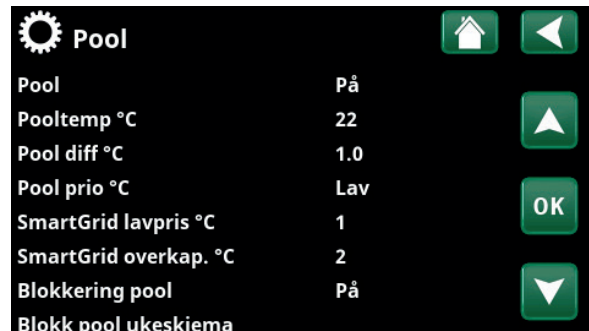 Pool
Pool På
Pooltemp °C 22
Pool diff °C 1.0
Pool prio °C Lav
SmartGrid lavpris °C 1
OK
SmartGrid overkap. °C 2
Blokkering pool På
Blokk pool ukeskjema